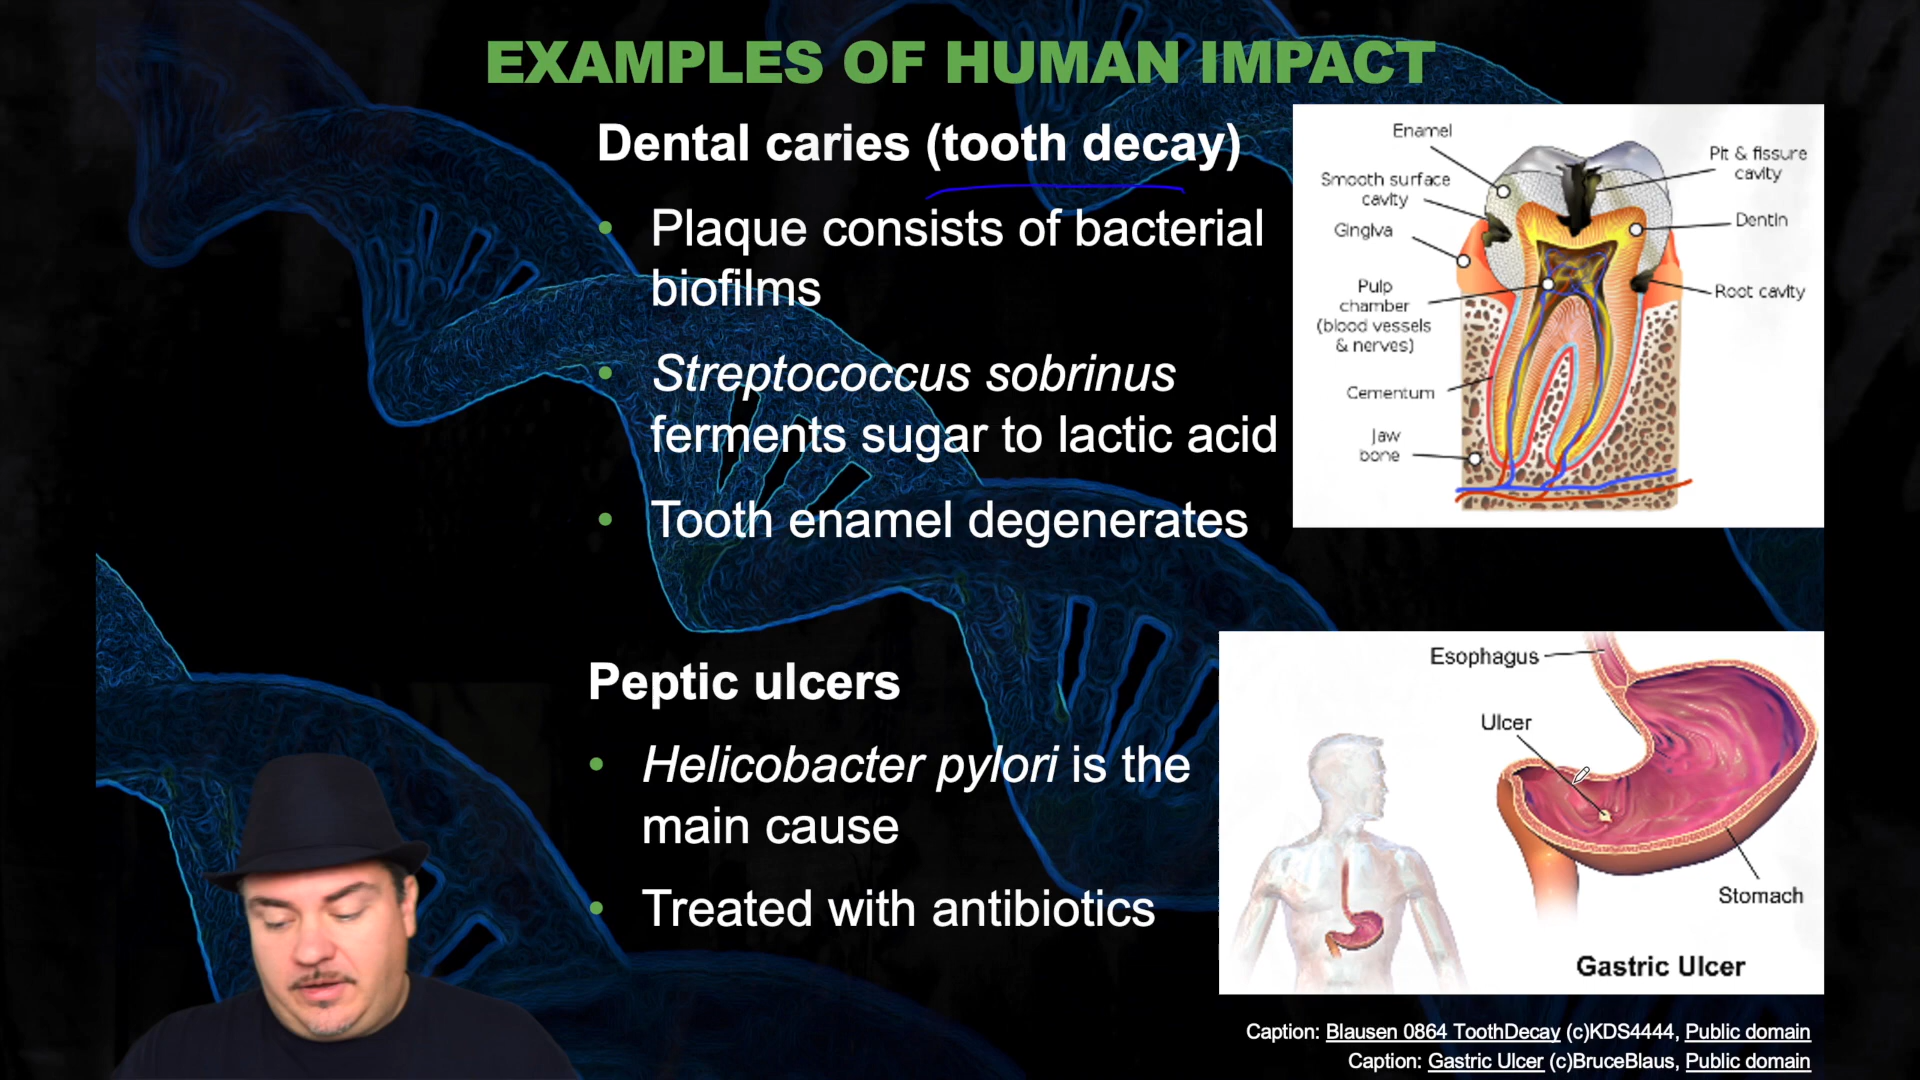 EXAMPLES OF HUMAN IMPACT
Dental caries (tooth decay)
• Plaque consists of bacterial
biofilms
• Streptococcus sobrinus
ferments sugar to lactic acid
• Tooth enamel degenerates
Enamel
Smooth surface
cavity
Gingiva
Pulp
chamber
(blood vessels
& nerves)
Cementum
Jaw
bone
Pit & fissure
cavity
Dentin
Root cavity
Peptic ulcers
• Helicobacter pylori is the
main cause
• Treated with antibiotics
Esophagus
Ulcer
Stomach
Gastric Ulcer
Caption: Blausen 0864 ToothDecay (c)KDS4444, Public domain
Caption: Gastric Ulcer (c)BruceBlaus, Public domain